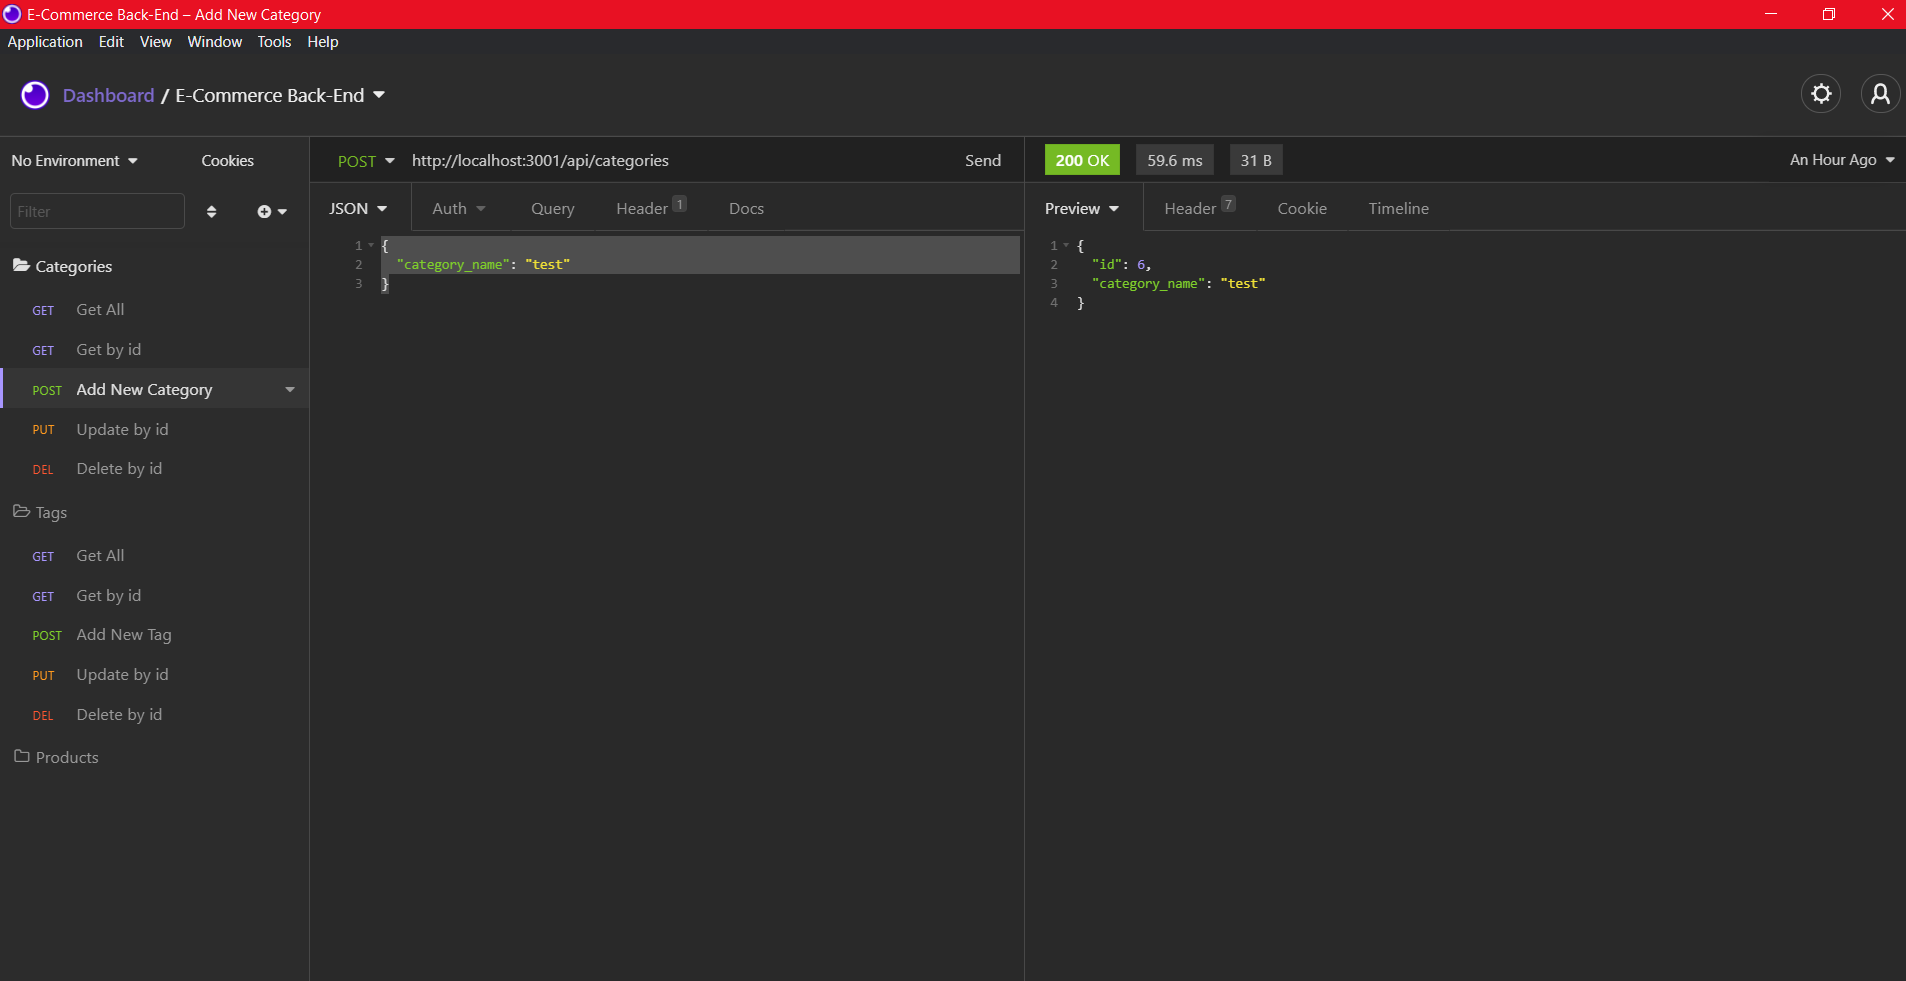 E-Commerce Back-End – Add New Category
Application Edit View Window Tools Help
Dashboard / E-Commerce Back-End
No Environment Cookies
Filter
Categories
GET Get All
GET Get by id
POST Add New Category
PUT Update by id
DEL Delete by id
Tags
GET Get All
GET Get by id
POST Add New Tag
PUT Update by id
DEL Delete by id
Products
POST http://localhost:3001/api/categories Send
JSON Auth Query Header 1 Docs
1 {
2 "category_name": "test"
3 }
200 OK 59.6 ms 31 B An Hour Ago
Preview Header 7 Cookie Timeline
1 {
2 "id": 6,
3 "category_name": "test"
4 }